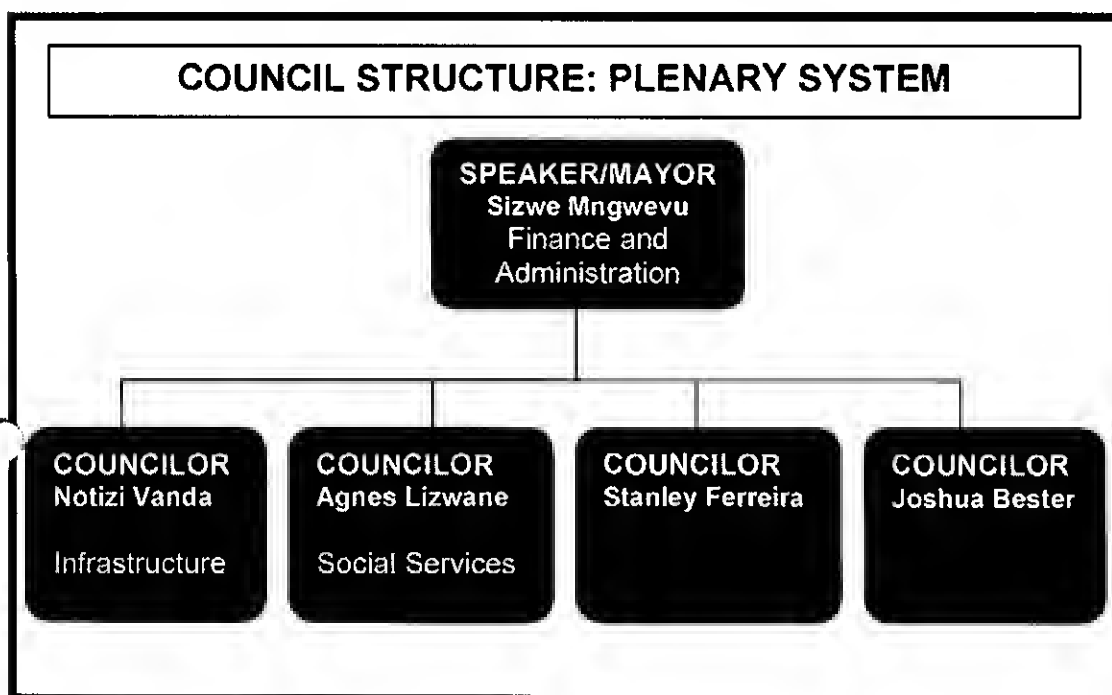 COUNCIL STRUCTURE: PLENARY SYSTEM
SPEAKER/MAYOR
Sizwe Mngwevu
Finance and
Administration
COUNCILOR
Notizi Vanda
Infrastructure
COUNCILOR
Agnes Lizwane
Social Services
COUNCILOR
Stanley Ferreira
COUNCILOR
Joshua Bester